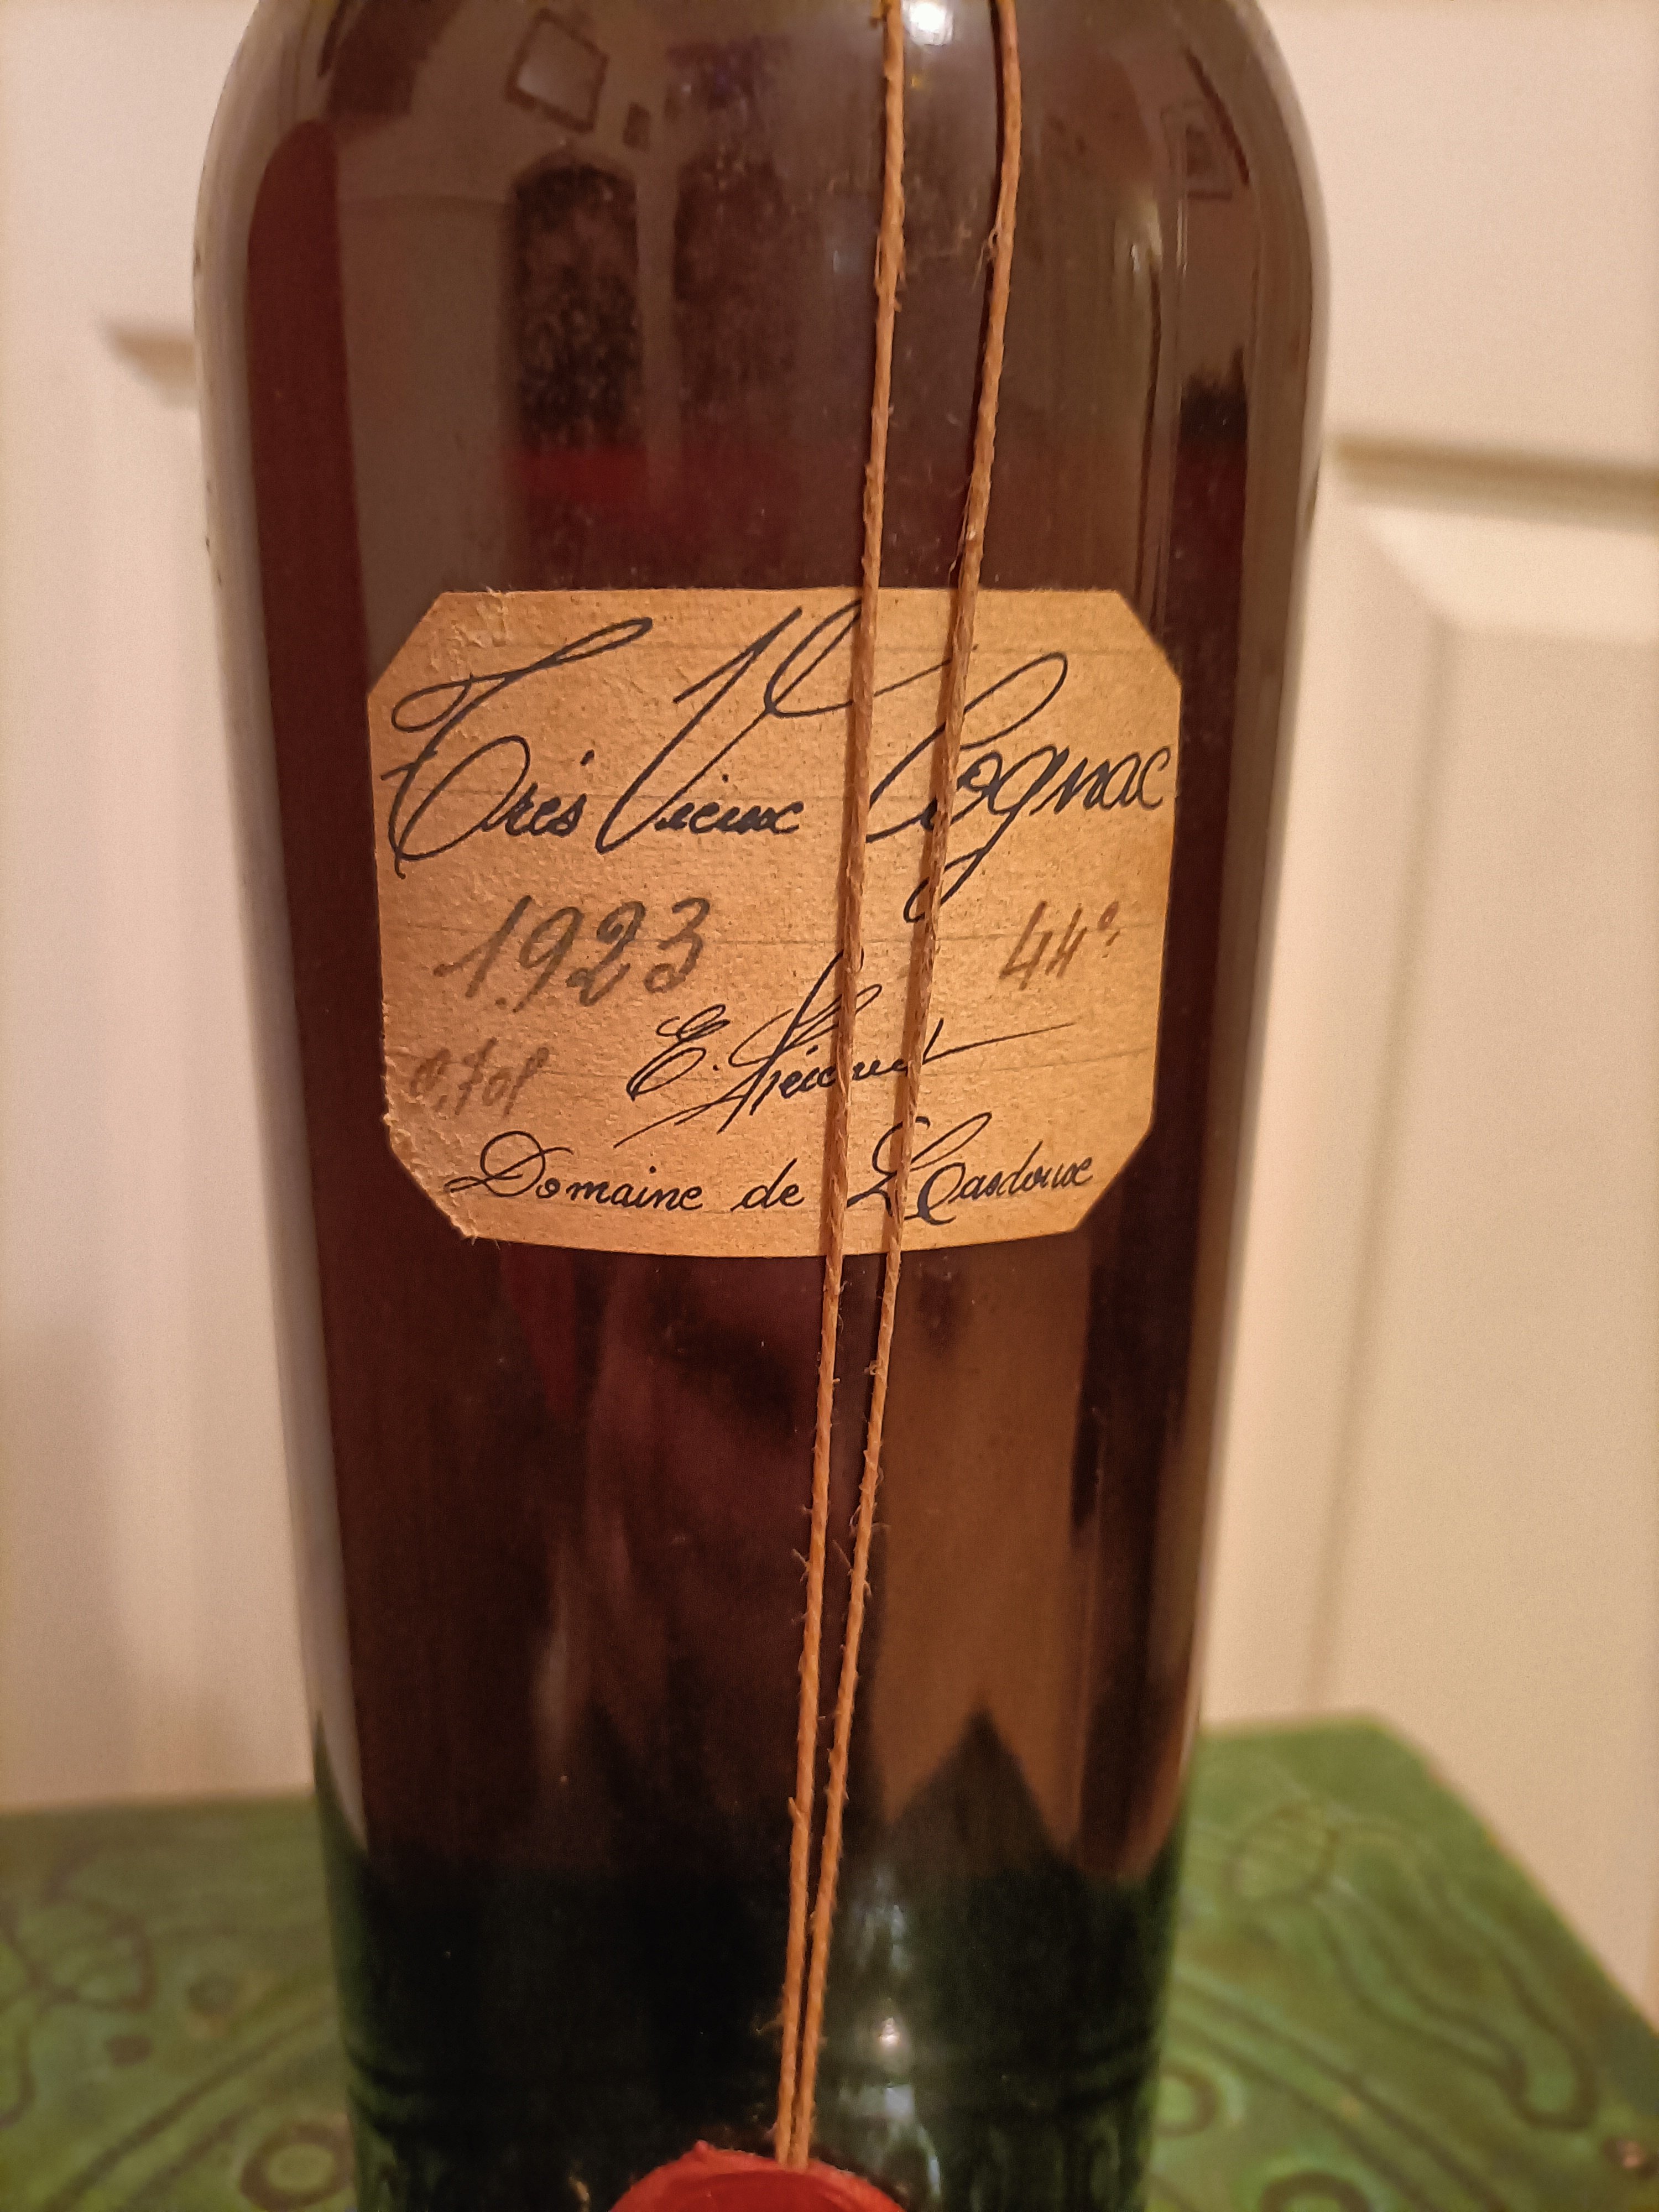 Très Vieux Cognac
1923 44°
0,70l E.
Domaine de